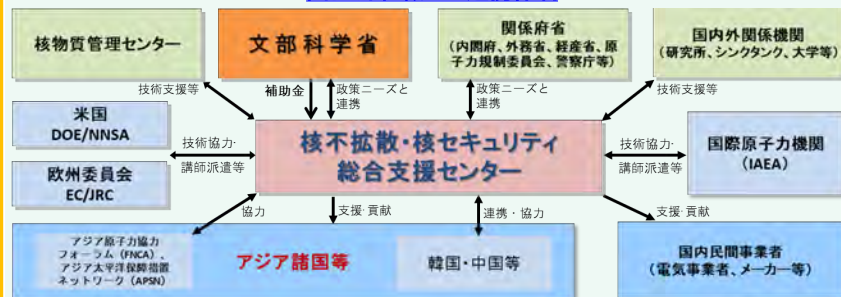 核物質管理センター
文部科学省
関係府省
(内閣府、外務省、経産省、原
子力規制委員会、警察庁等)
国内外関係機関
(研究所、シンクタンク、大学等)
技術支援等
補助金
政策ニーズと
連携
政策ニーズと
連携
技術支援等
米国
DOE/NNSA
欧州委員会
EC/JRC
技術協力・
講師派遣等
核不拡散・核セキュリティ
総合支援センター
技術協力・
講師派遣等
国際原子力機関
(IAEA)
協力
支援・貢献
連携・協力
支援・貢献
アジア原子力協力
フォーラム(FNCA)、
アジア太平洋保障措置
ネットワーク(APSN)
アジア諸国等
韓国・中国等
国内民間事業者
(電気事業者、メーカー等)